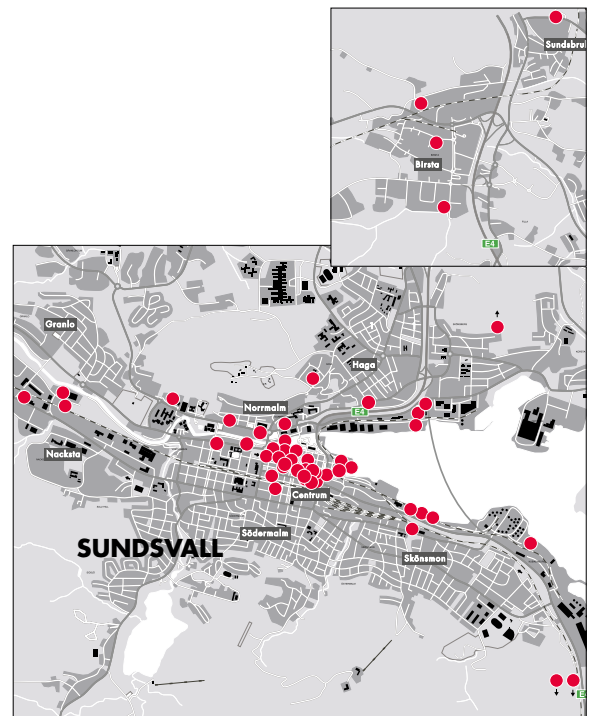 Sundsbru
Birsta
E4
Granlo
Haga
Norrmalm
E4
Nacksta
Centrum
Södermalm
SUNDSVALL
Skönsmon
E